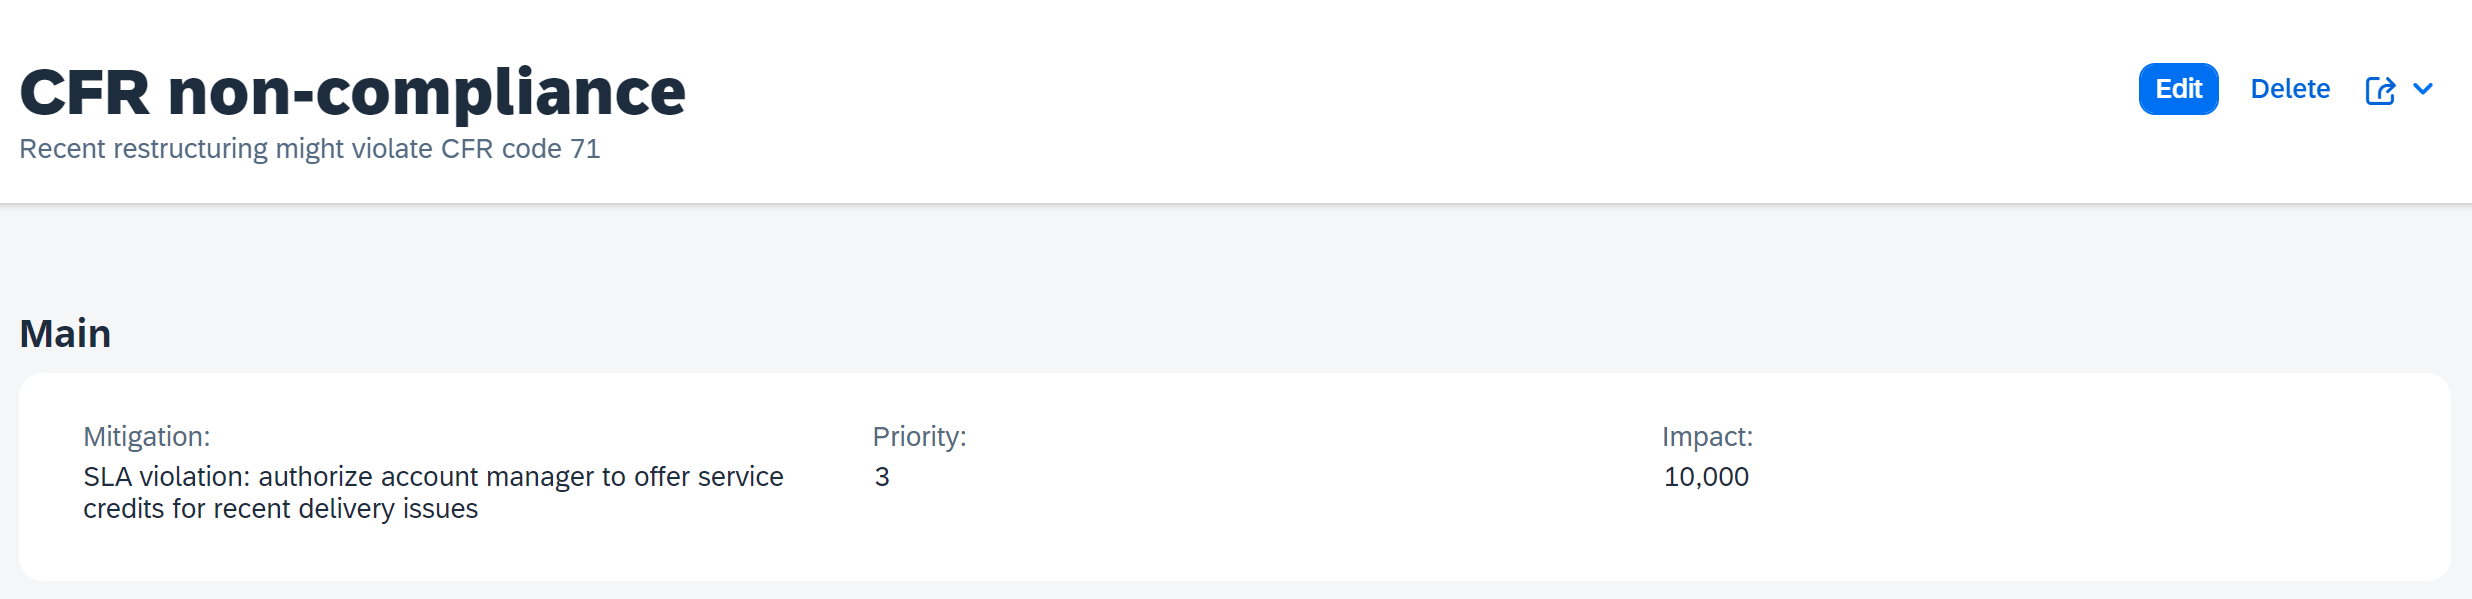 CFR non-compliance
Edit
Delete
Recent restructuring might violate CFR code 71
Main
Mitigation:
SLA violation: authorize account manager to offer service
credits for recent delivery issues
Priority:
3
Impact:
10,000